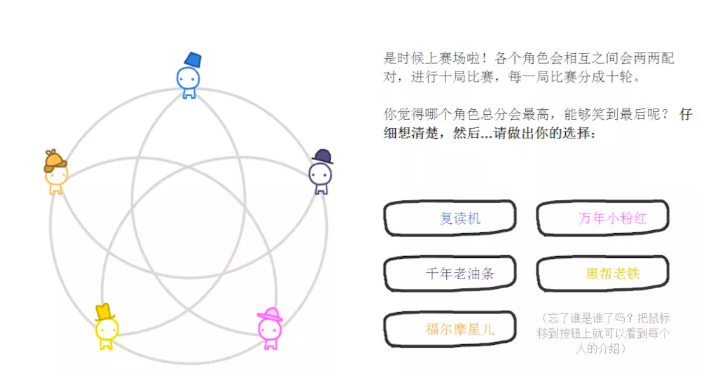 是时候上赛场啦！各个角色会相互之间会两两配
对，进行十局比赛，每一局比赛分成十轮。
你觉得哪个角色总分会最高，能够笑到最后呢？ 仔
细想清楚，然后...请做出你的选择：
复读机
万年小粉红
千年老油条
黑帮老铁
福尔摩星儿
（忘了谁是谁了吗？把鼠标
移到按钮上就可以看到每个
人的介绍）